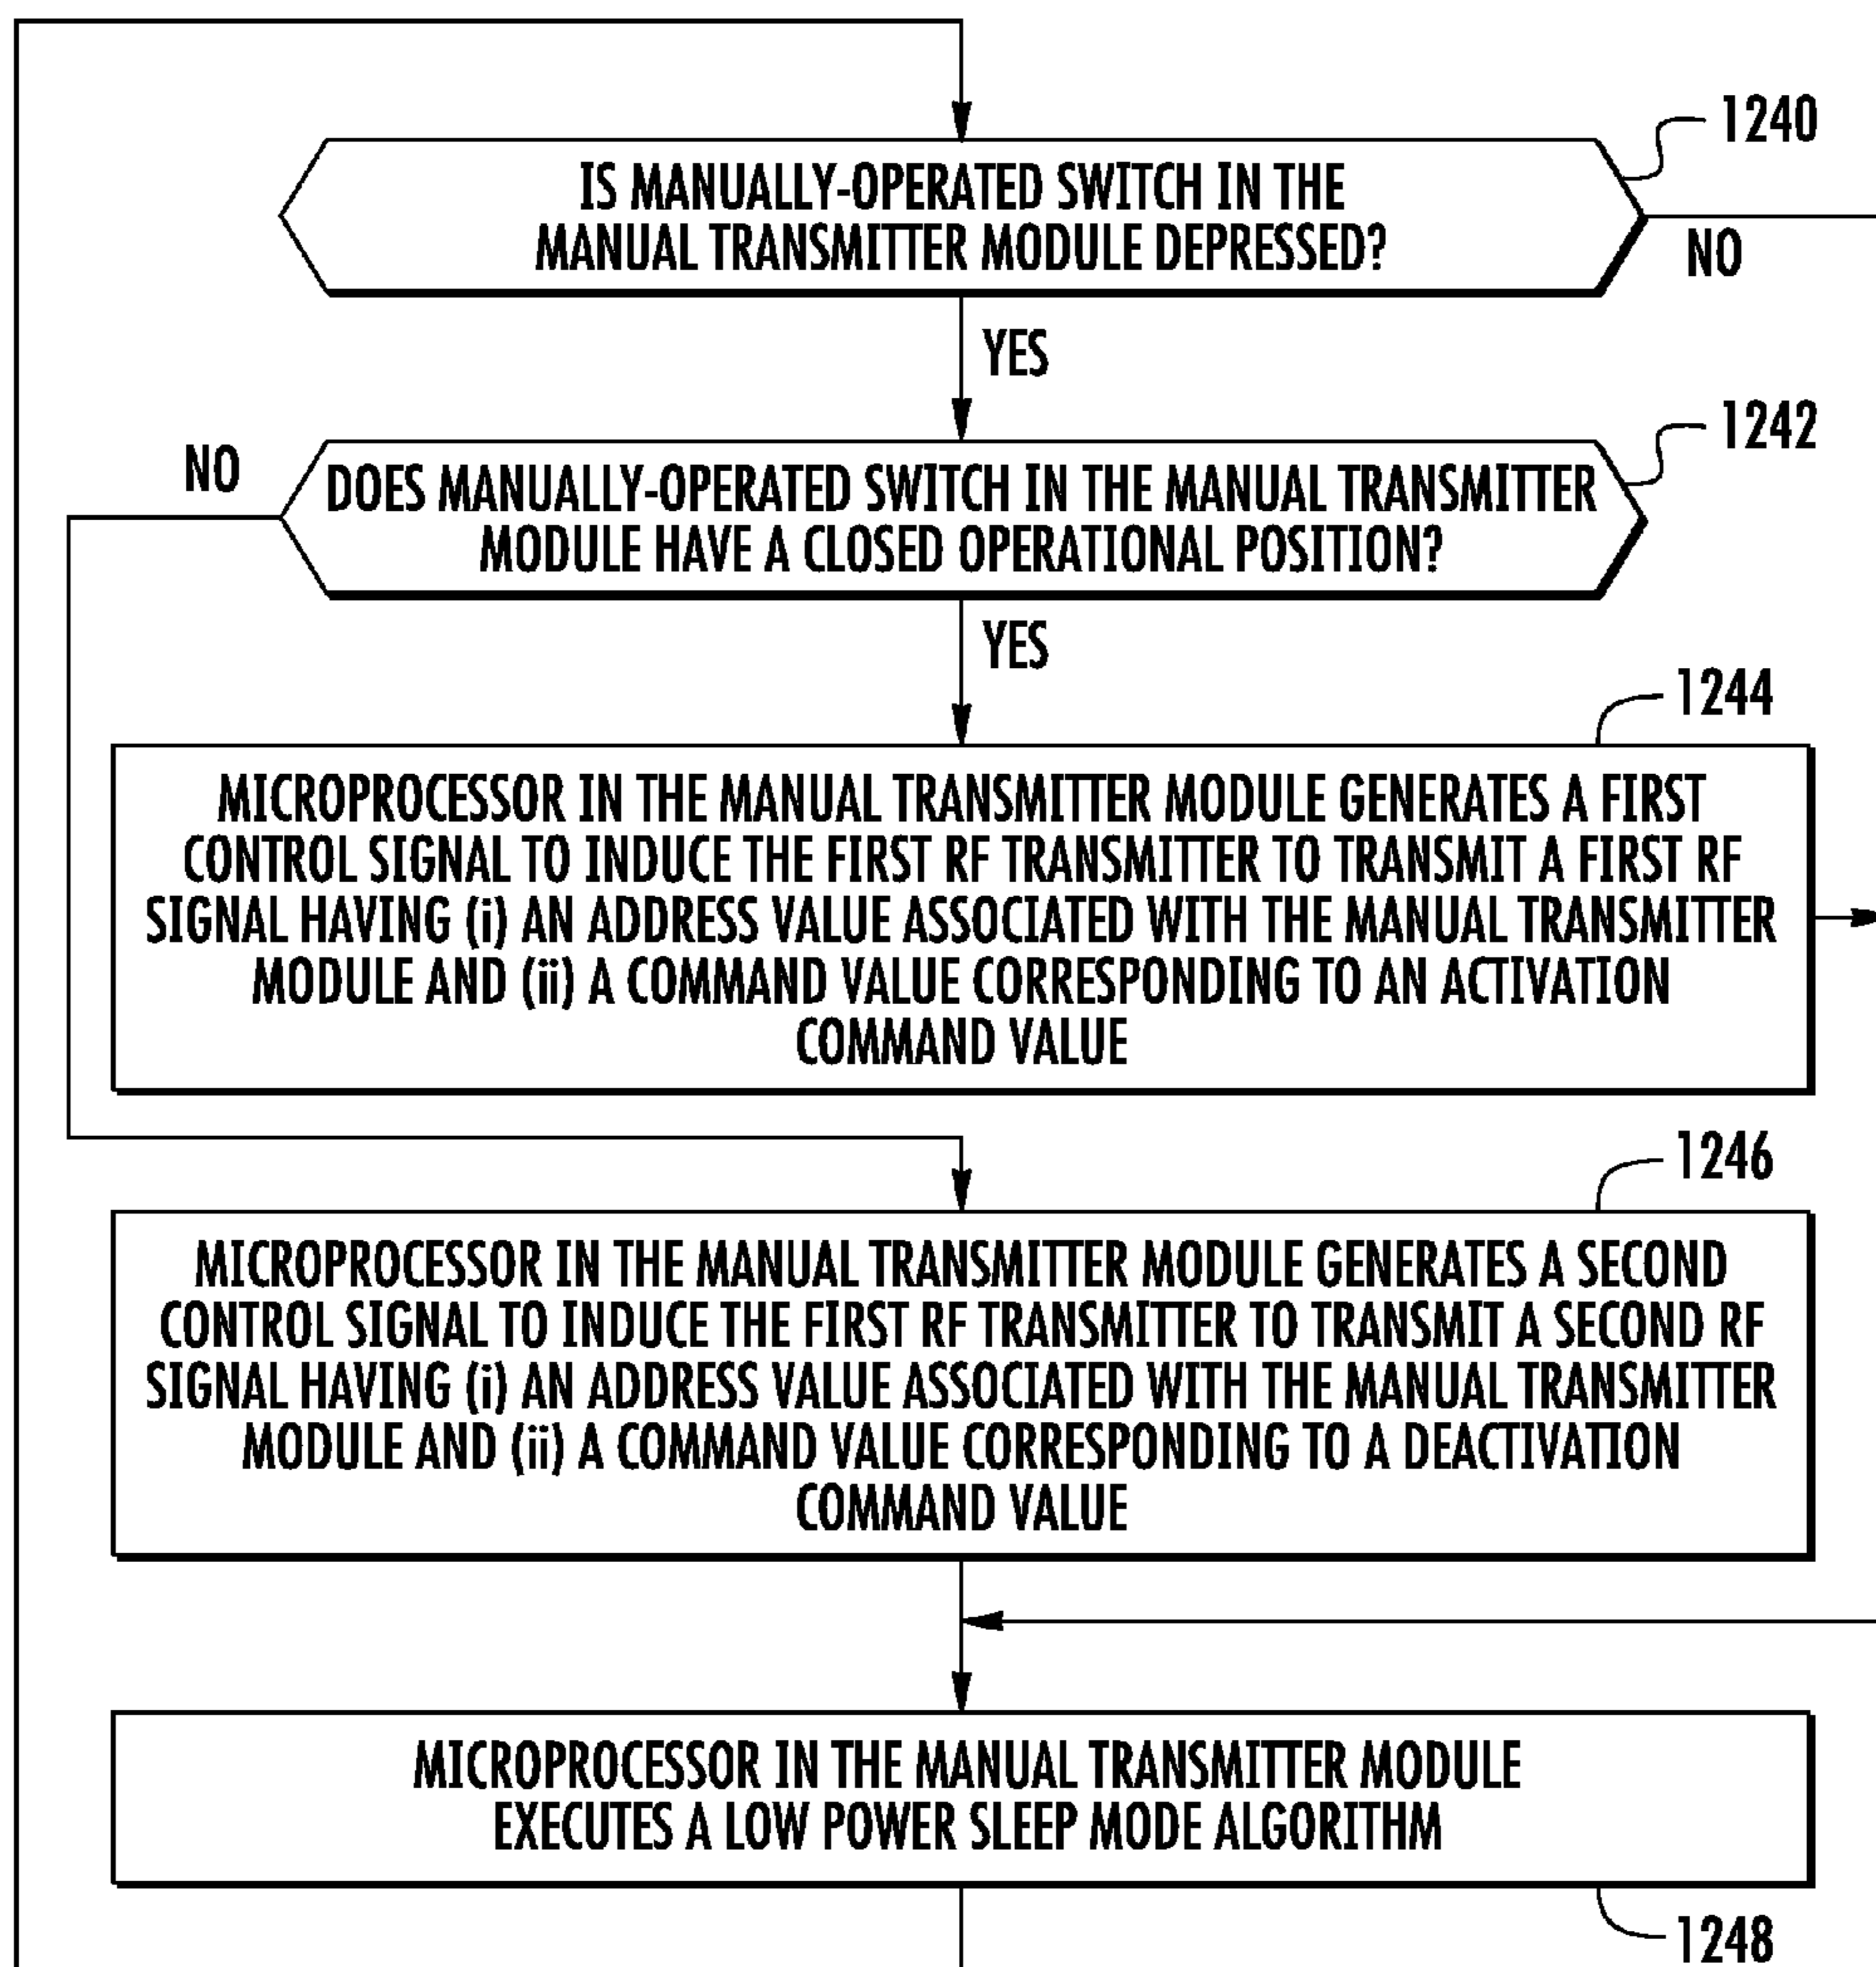 1240
IS MANUALLY-OPERATED SWITCH IN THE
MANUAL TRANSMITTER MODULE DEPRESSED?
NO
YES
1242
NO
DOES MANUALLY-OPERATED SWITCH IN THE MANUAL TRANSMITTER
MODULE HAVE A CLOSED OPERATIONAL POSITION?
YES
1244
MICROPROCESSOR IN THE MANUAL TRANSMITTER MODULE GENERATES A FIRST
CONTROL SIGNAL TO INDUCE THE FIRST RF TRANSMITTER TO TRANSMIT A FIRST RF
SIGNAL HAVING (i) AN ADDRESS VALUE ASSOCIATED WITH THE MANUAL TRANSMITTER
MODULE AND (ii) A COMMAND VALUE CORRESPONDING TO AN ACTIVATION
COMMAND VALUE
1246
MICROPROCESSOR IN THE MANUAL TRANSMITTER MODULE GENERATES A SECOND
CONTROL SIGNAL TO INDUCE THE FIRST RF TRANSMITTER TO TRANSMIT A SECOND RF
SIGNAL HAVING (i) AN ADDRESS VALUE ASSOCIATED WITH THE MANUAL TRANSMITTER
MODULE AND (ii) A COMMAND VALUE CORRESPONDING TO A DEACTIVATION
COMMAND VALUE
MICROPROCESSOR IN THE MANUAL TRANSMITTER MODULE
EXECUTES A LOW POWER SLEEP MODE ALGORITHM
1248